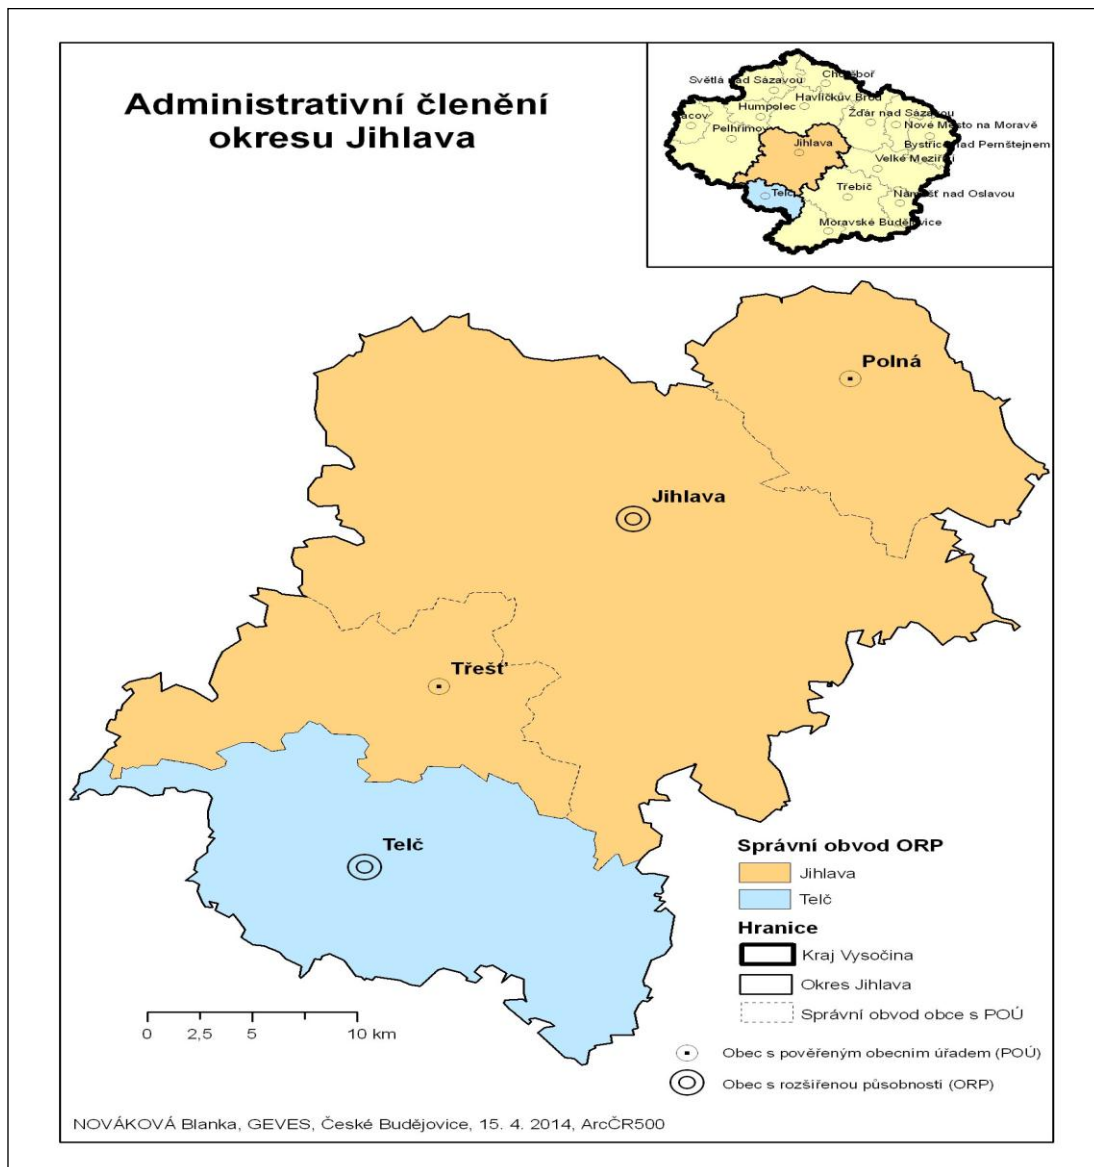 Administrativní členění
okresu Jihlava
Světlá nad Sázavou
Chotěboř
Havlíčkův Brod
Humpolec
Žďár nad Sázavou
Pelhřimov
Nové Město na Moravě
Jihlava
Bystřice nad Pernštejnem
Velké Meziříčí
Telč
Třebíč
Náměšť nad Oslavou
Moravské Budějovice
Polná
Jihlava
Třešť
Telč
Správní obvod ORP
Jihlava
Telč
Hranice
Kraj Vysočina
Okres Jihlava
Správní obvod obce s POÚ
0 2,5 5 10 km
Obec s pověřeným obecním úřadem (POÚ)
Obec s rozšířenou působností (ORP)
NOVÁKOVÁ Blanka, GEVES, České Budějovice, 15. 4. 2014, ArcČR500